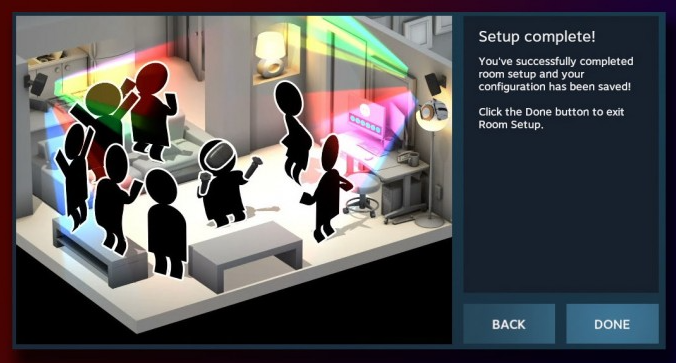 Setup complete!
You've successfully completed
room setup and your
configuration has been saved!
Click the Done button to exit
Room Setup.
BACK
DONE